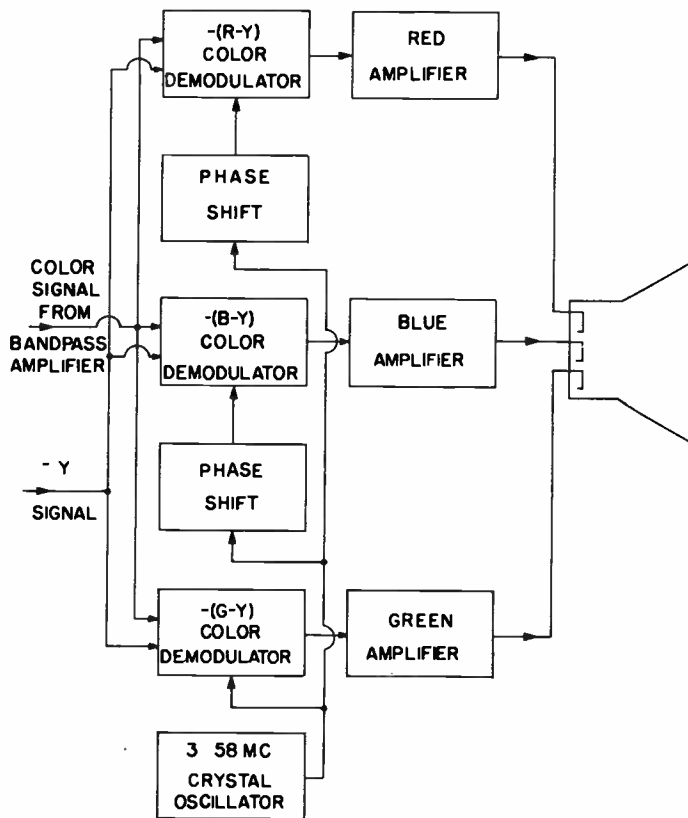 -(R-Y)
COLOR
DEMODULATOR
RED
AMPLIFIER
PHASE
SHIFT
COLOR
SIGNAL
FROM
BANDPASS
AMPLIFIER
-(B-Y)
COLOR
DEMODULATOR
BLUE
AMPLIFIER
PHASE
SHIFT
- Y
SIGNAL
-(G-Y)
COLOR
DEMODULATOR
GREEN
AMPLIFIER
3 58 MC
CRYSTAL
OSCILLATOR